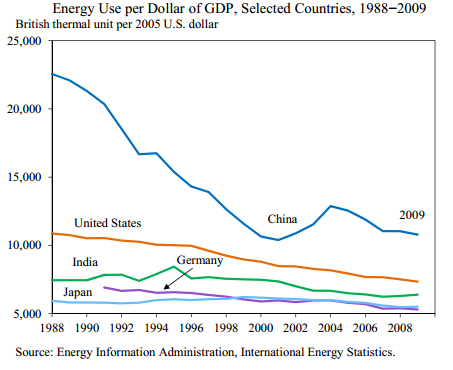 Energy Use per Dollar of GDP, Selected Countries, 1988–2009
British thermal unit per 2005 U.S. dollar
25,000
20,000
15,000
China
2009
United States
10,000
Germany
India
Japan
5,000
1988 1990 1992 1994 1996 1998 2000 2002 2004 2006 2008
Source: Energy Information Administration, International Energy Statistics.